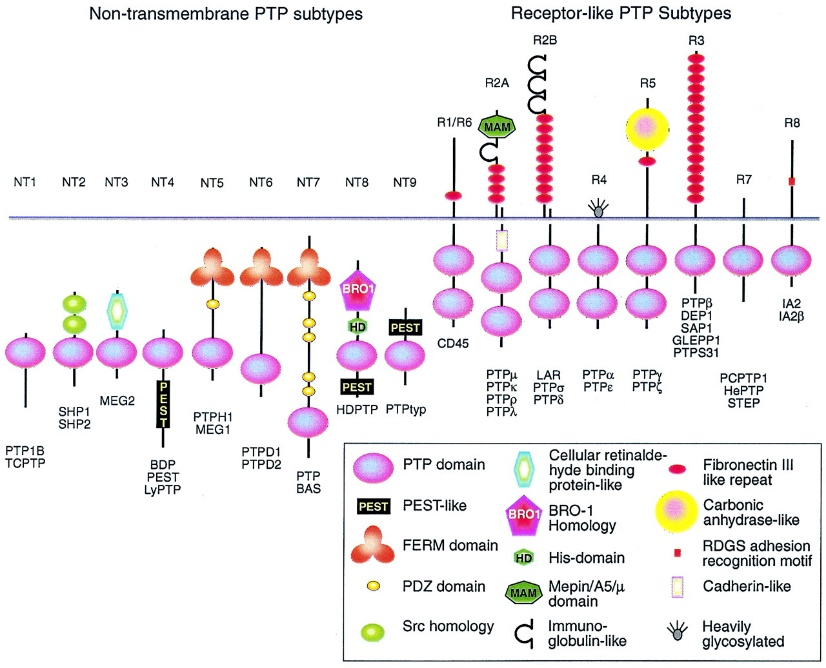 Non-transmembrane PTP subtypes
Receptor-like PTP Subtypes
R2B
R3
R2A
R5
R1/R6
MAM
R8
NT1
NT2
NT3
NT4
NT5
NT6
NT7
NT8
NT9
R4
R7
BRO1
HD
PEST
PEST
PEST
PTP1B
TCPTP
SHP1
SHP2
MEG2
BDP
PEST
LyPTP
PTPH1
MEG1
PTPD1
PTPD2
PTP
BAS
HDPTP
PTPtyp
CD45
PTPμ
PTPκ
PTPρ
PTPλ
LAR
PTPσ
PTPδ
PTPα
PTPε
PTPγ
PTPζ
PTPβ
DEP1
SAP1
GLEPP1
PTPS31
PCPTP1
HePTP
STEP
IA2
IA2β
PTP domain
PEST
PEST-like
FERM domain
PDZ domain
Src homology
Cellular retinalde-
hyde binding
protein-like
BRO1
BRO-1
Homology
HD
His-domain
MAM
Mepin/A5/μ
domain
Immuno-
globulin-like
Fibronectin III
like repeat
Carbonic
anhydrase-like
RDGS adhesion
recognition motif
Cadherin-like
Heavily
glycosylated